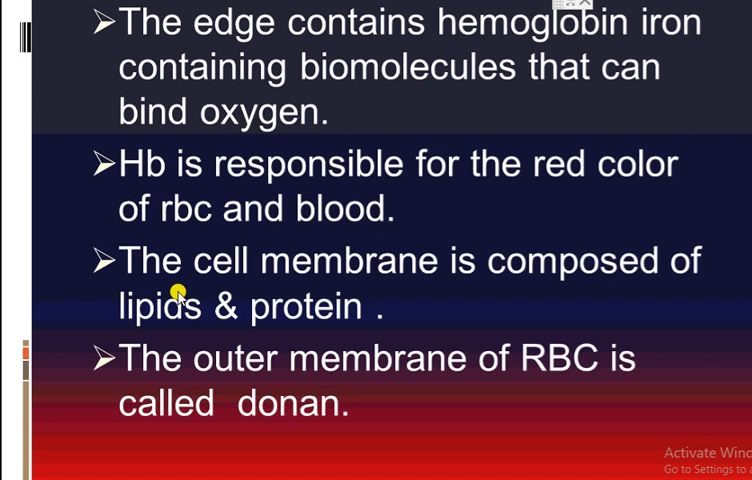 The edge contains hemoglobin iron
containing biomolecules that can
bind oxygen.
Hb is responsible for the red color
of rbc and blood.
The cell membrane is composed of
lipids & protein .
The outer membrane of RBC is
called donan.
Activate Wind
Go to Settings to a